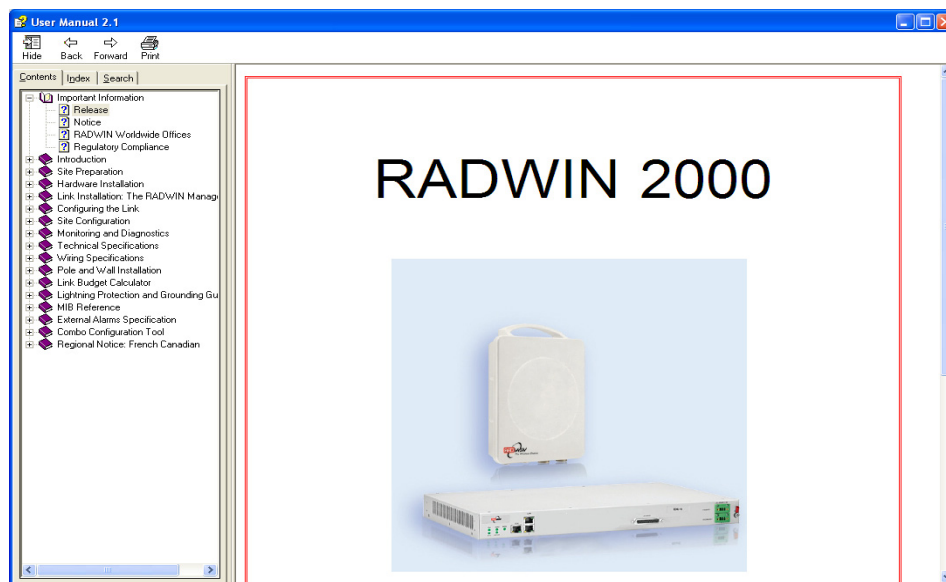 User Manual 2.1
Hide Back Forward Print
Contents Index Search
Important Information
Release
Notice
RADWIN Worldwide Offices
Regulatory Compliance
Introduction
Site Preparation
Hardware Installation
Link Installation: The RADWIN Manag
Configuring the Link
Site Configuration
Monitoring and Diagnostics
Technical Specifications
Wiring Specifications
Pole and Wall Installation
Link Budget Calculator
Lightning Protection and Grounding Gu
MIB Reference
External Alarms Specification
Combo Configuration Tool
Regional Notice: French Canadian
RADWIN 2000